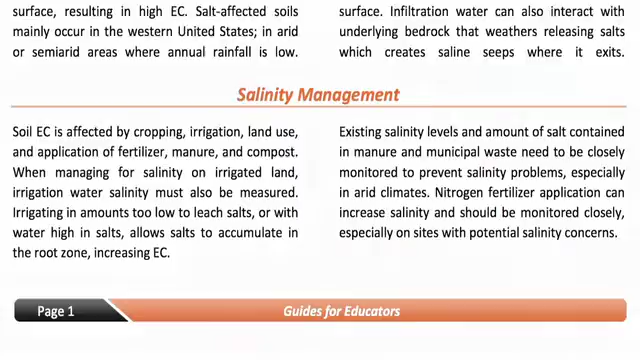 surface, resulting in high EC. Salt-affected soils
mainly occur in the western United States; in arid
or semiarid areas where annual rainfall is low.
surface. Infiltration water can also interact with
underlying bedrock that weathers releasing salts
which creates saline seeps where it exits.
Salinity Management
Soil EC is affected by cropping, irrigation, land use,
and application of fertilizer, manure, and compost.
When managing for salinity on irrigated land,
irrigation water salinity must also be measured.
Irrigating in amounts too low to leach salts, or with
water high in salts, allows salts to accumulate in
the root zone, increasing EC.
Existing salinity levels and amount of salt contained
in manure and municipal waste need to be closely
monitored to prevent salinity problems, especially
in arid climates. Nitrogen fertilizer application can
increase salinity and should be monitored closely,
especially on sites with potential salinity concerns.
Page 1
Guides for Educators